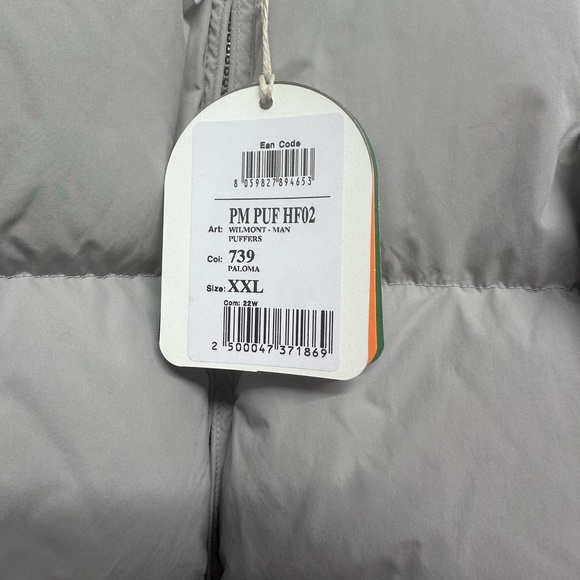 Ean Code
8 059827 894653
PM PUF HF02
Art: WILMONT - MAN
PUFFERS
Col: 739
PALOMA
Size: XXL
Com: 22W
2 500047 371869